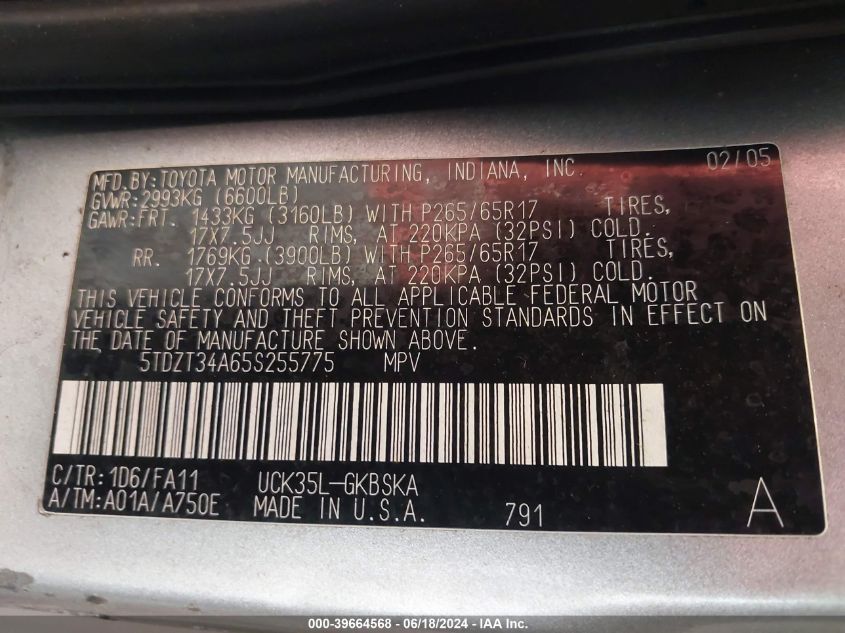 MFD.BY:TOYOTA MOTOR MANUFACTURING, INDIANA, INC. 02/05
GVWR:2993KG (6600LB)
GAWR:FRT. 1433KG (3160LB) WITH P265/65R17 TIRES,
17X7.5JJ RIMS, AT 220KPA (32PSI) COLD.
RR. 1769KG (3900LB) WITH P265/65R17 TIRES,
17X7.5JJ RIMS, AT 220KPA (32PSI) COLD.
THIS VEHICLE CONFORMS TO ALL APPLICABLE FEDERAL MOTOR
VEHICLE SAFETY AND THEFT PREVENTION STANDARDS IN EFFECT ON
THE DATE OF MANUFACTURE SHOWN ABOVE.
5TDZT34A65S255775 MPV
C/TR: 1D6/FA11 UCK35L-GKBSKA
A/TM:A01A/A750E MADE IN U.S.A. 791 A
000-39664568 - 06/18/2024 - IAA Inc.